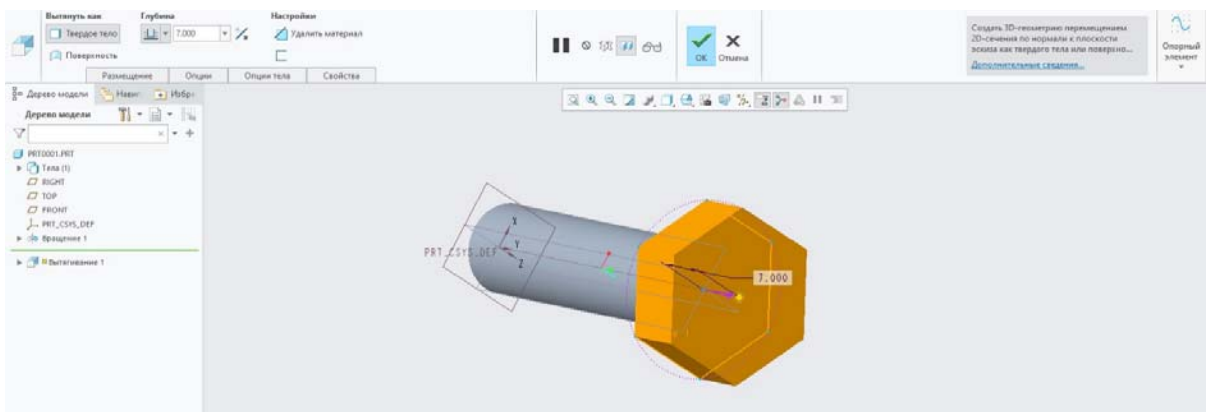 Вытянуть как
Глубина
Настройки
Твердое тело
7.000
Удалить материал
Поверхность
OK
Отмена
Создать 3D-геометрию перемещением
2D-сечения по нормали к плоскости
эскиза как твердого тела или поверхно...
Дополнительные сведения...
Опорный
элемент
Размещение
Опции
Опции тела
Свойства
Дерево модели
Навиг
Избр
Дерево модели
PRT0001.PRT
Тела (1)
RIGHT
TOP
FRONT
PRT_CSYS_DEF
Вращение 1
Вытягивание 1
PRT_CSYS_DEF
X
Y
Z
7.000